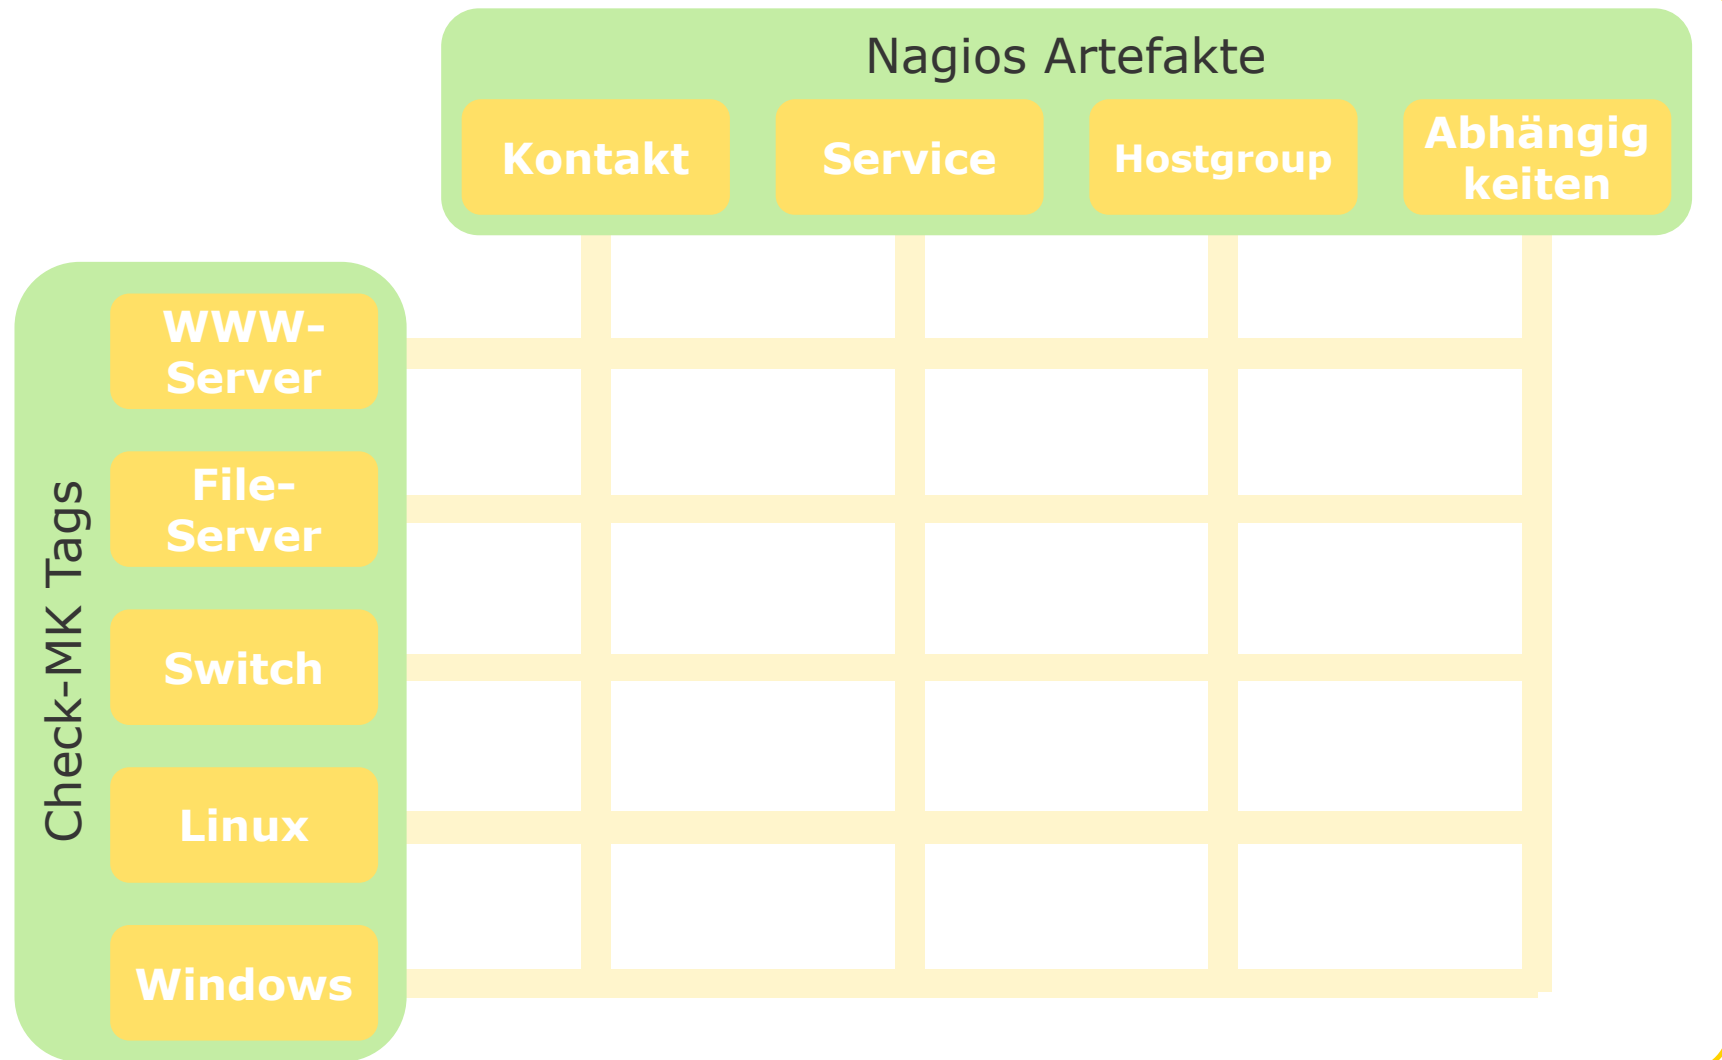 Nagios Artefakte
Kontakt
Service
Hostgroup
Abhängig
keiten
Check-MK Tags
WWW-
Server
File-
Server
Switch
Linux
Windows